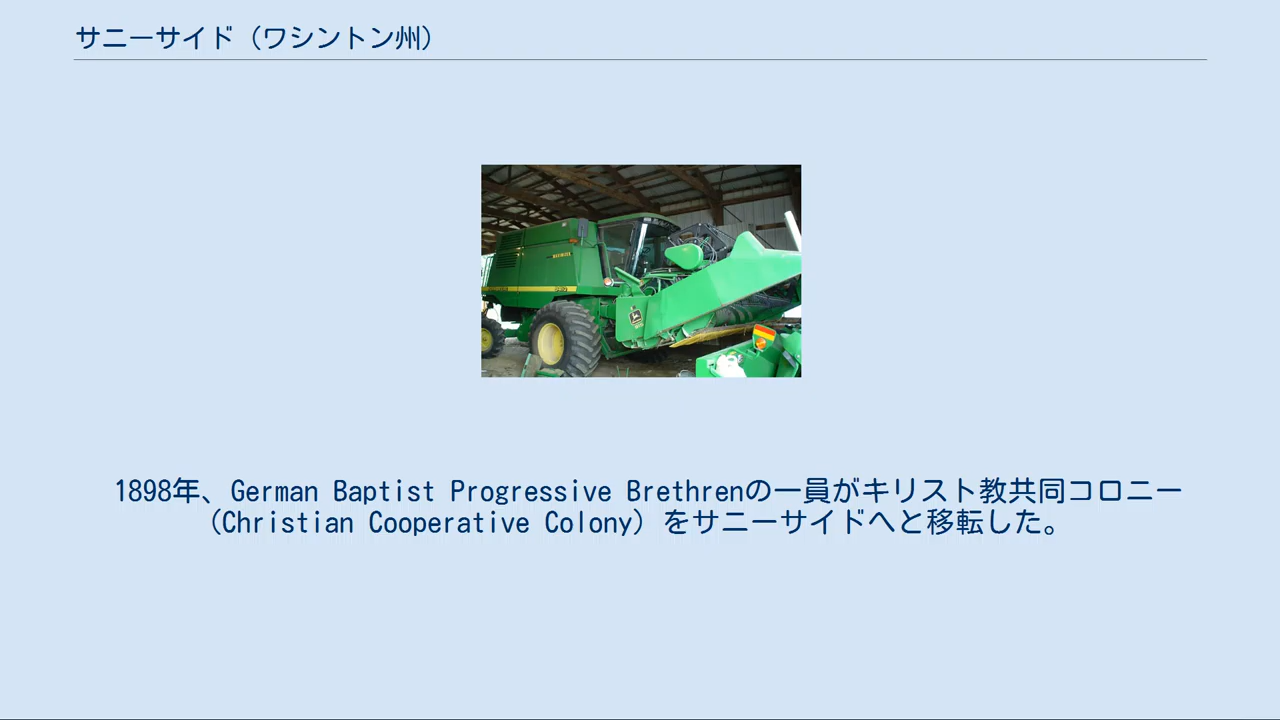 サニーサイド（ワシントン州）
1898年、German Baptist Progressive Brethrenの一員がキリスト教共同コロニー
（Christian Cooperative Colony）をサニーサイドへと移転した。